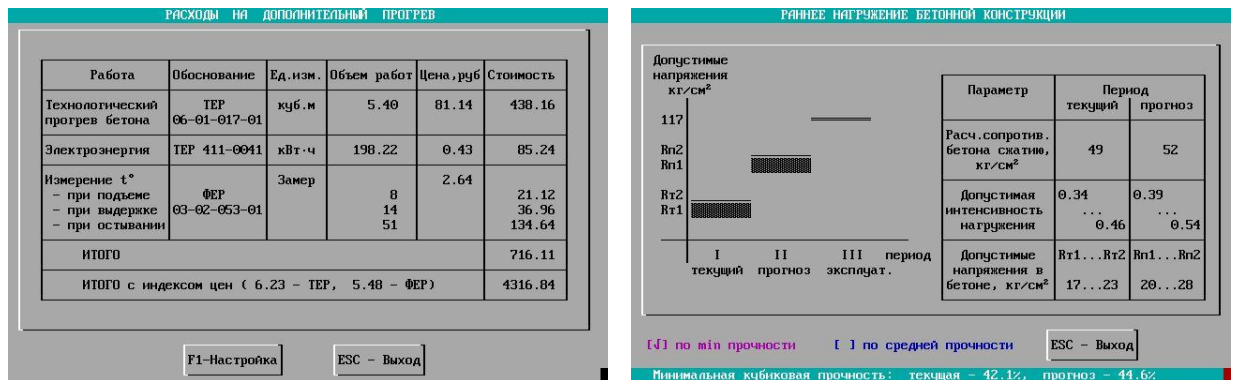 РАСХОДЫ НА ДОПОЛНИТЕЛЬНЫЙ ПРОГРЕВ
Работа Обоснование Ед.изм. Объем работ Цена,руб Стоимость
Технологический ТЕР куб.м 5.40 81.14 438.16
прогрев бетона 06-01-017-01
Электроэнергия ТЕР 411-0041 кВт·ч 198.22 0.43 85.24
Измерение t° Замер 2.64
- при подъеме ФЕР 8 21.12
- при выдержке 03-02-053-01 14 36.96
- при остывании 51 134.64
ИТОГО 716.11
ИТОГО с индексом цен ( 6.23 - ТЕР, 5.48 - ФЕР) 4316.84
F1-Настройка ESC - Выход
РАННЕЕ НАГРУЖЕНИЕ БЕТОННОЙ КОНСТРУКЦИИ
Допустимые
напряжения
кг/см²
117
Rп2
Rп1
Rт2
Rт1
I II III период
текущий прогноз эксплуат.
Параметр Период
текущий прогноз
Расч.сопротив.
бетона сжатию, 49 52
кг/см²
Допустимая 0.34 0.39
интенсивность ... ...
нагружения 0.46 0.54
Допустимые Rт1...Rт2 Rп1...Rп2
напряжения в
бетоне, кг/см² 17...23 20...28
[√] по min прочности [ ] по средней прочности ESC - Выход
Минимальная кубиковая прочность: текущая - 42.1%, прогноз - 44.6%